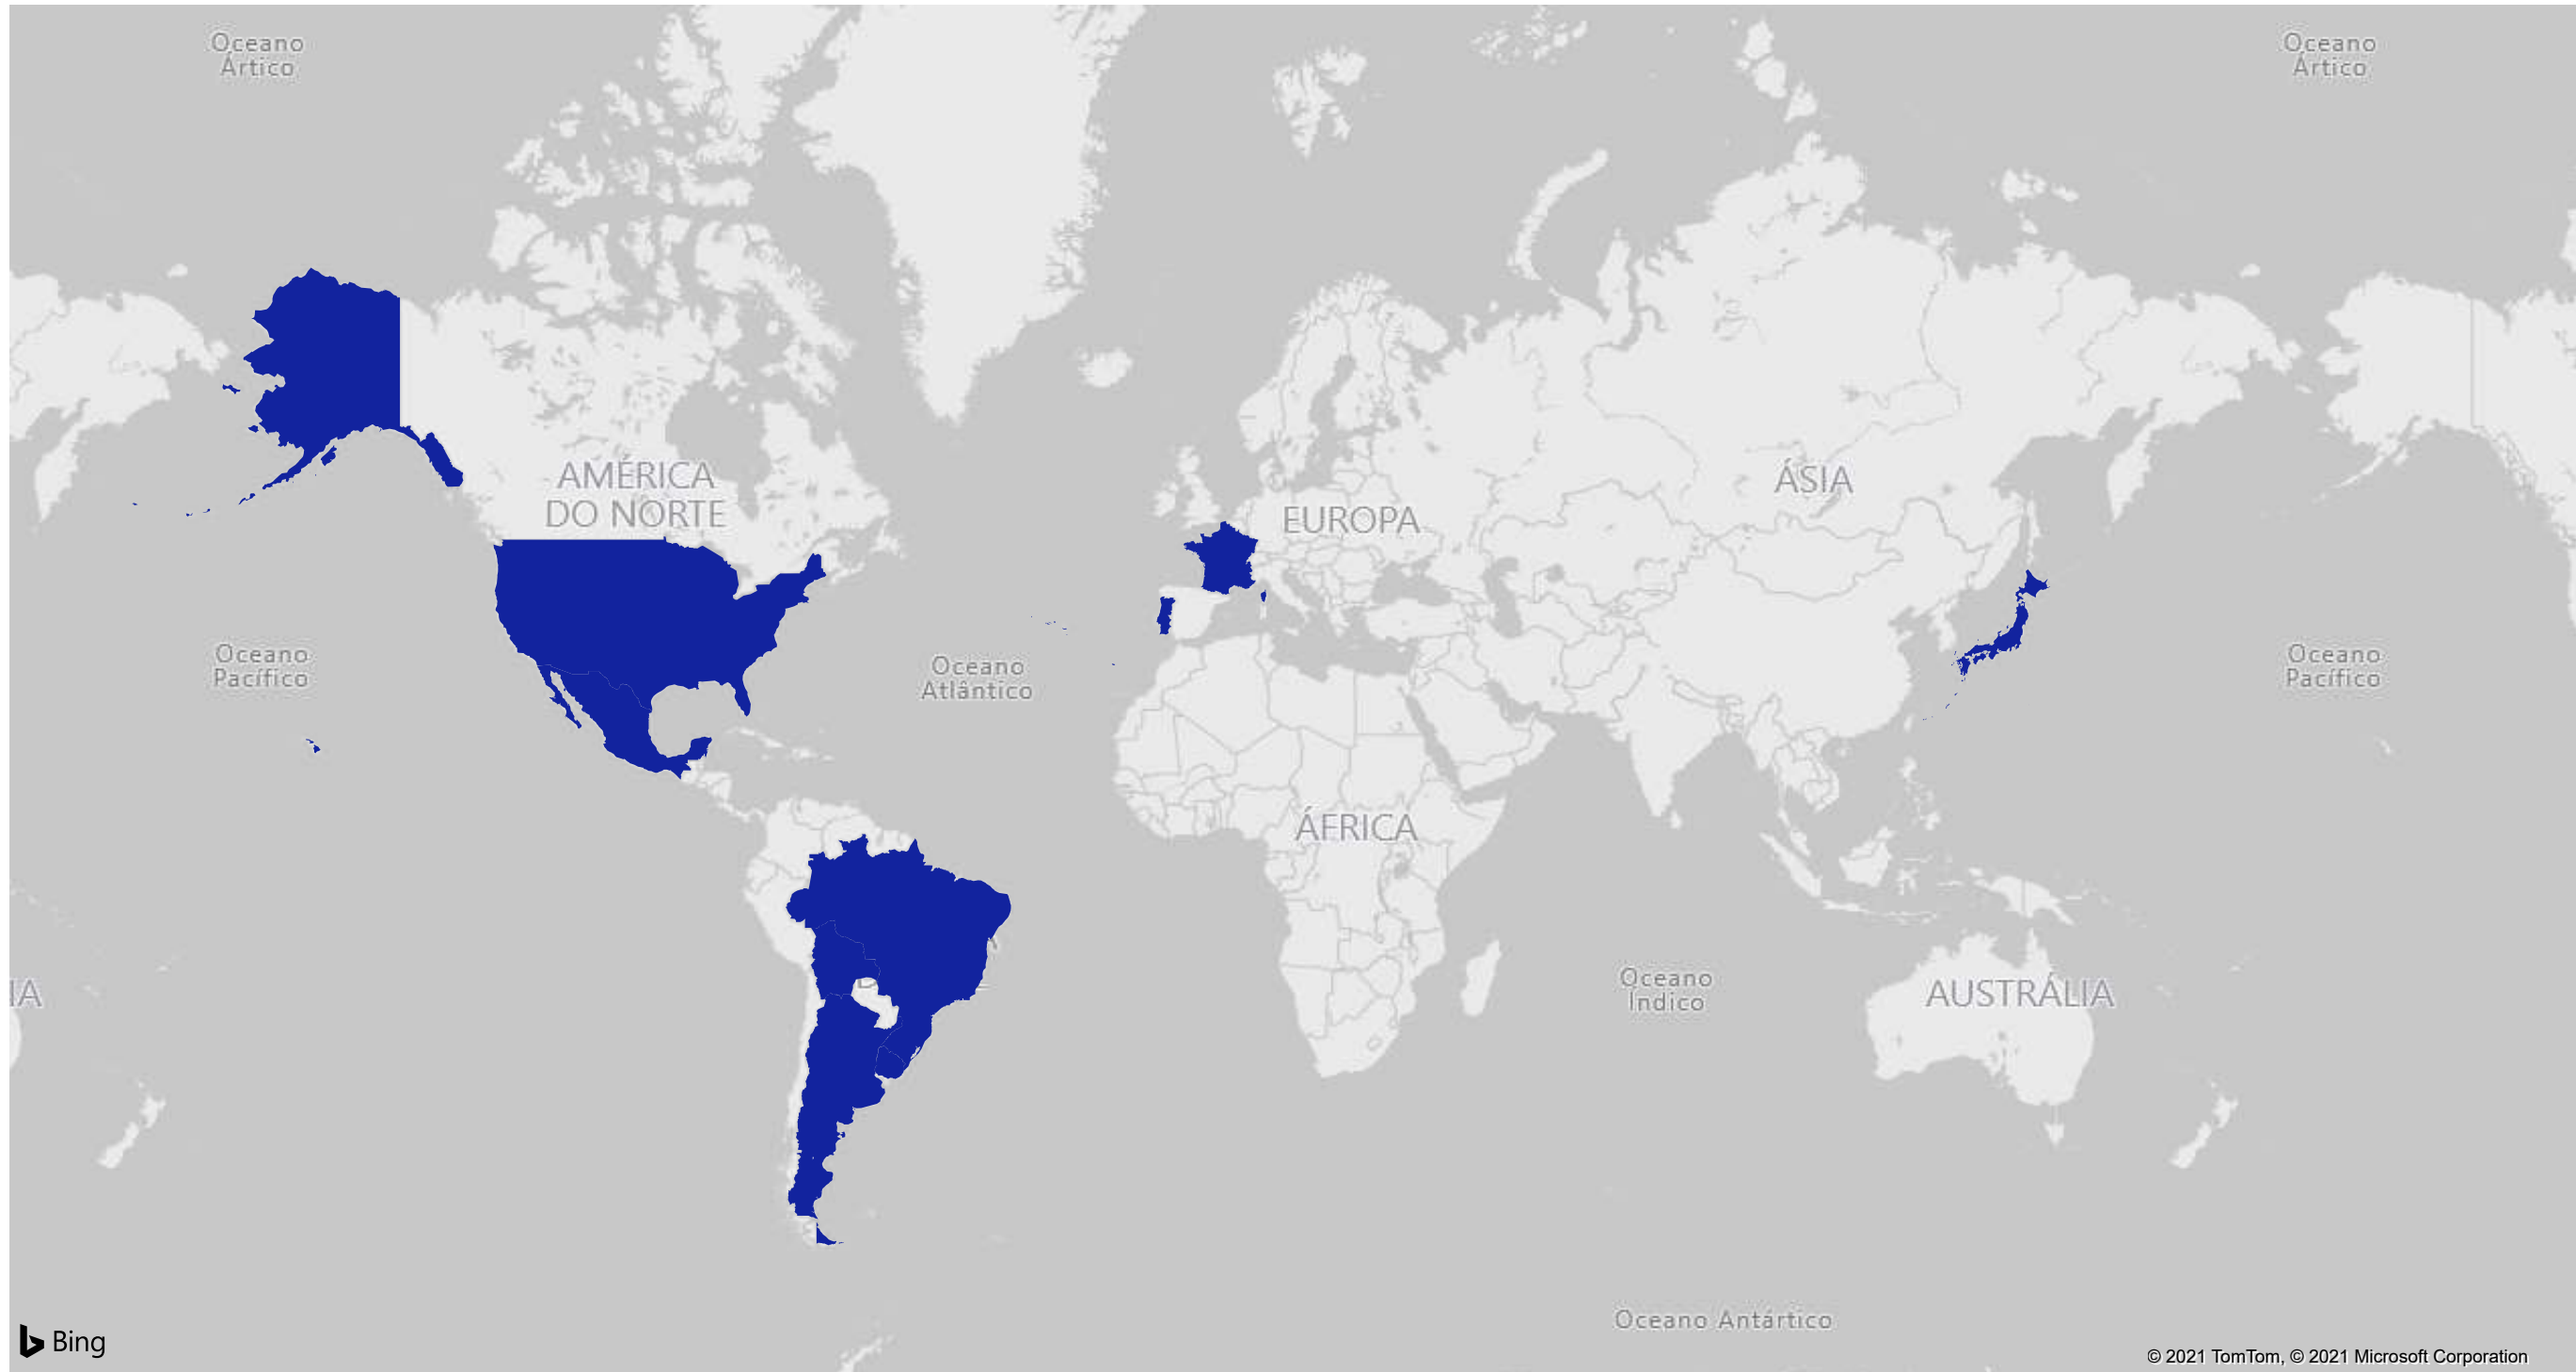 Oceano
Ártico
Oceano
Ártico
AMÉRICA
DO NORTE
EUROPA
ÁSIA
Oceano
Pacífico
Oceano
Atlântico
Oceano
Pacífico
ÁFRICA
IA
Oceano
Índico
AUSTRÁLIA
Oceano Antártico
Bing
© 2021 TomTom, © 2021 Microsoft Corporation